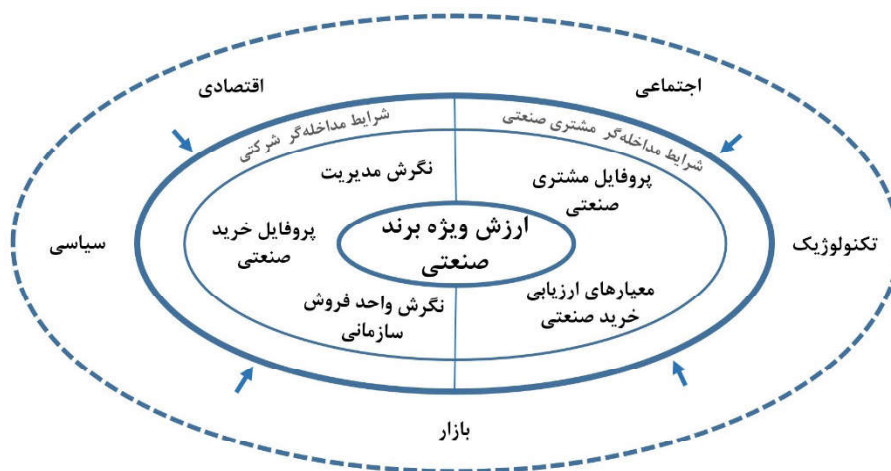 اجتماعی
اقتصادی
شرایط مداخله‌گر مشتری صنعتی
شرایط مداخله‌گر شرکتی
پروفایل مشتری
صنعتی
نگرش مدیریت
ارزش ویژه برند
صنعتی
تکنولوژیک
پروفایل خرید
صنعتی
سیاسی
معیارهای ارزیابی
خرید صنعتی
نگرش واحد فروش
سازمانی
بازار